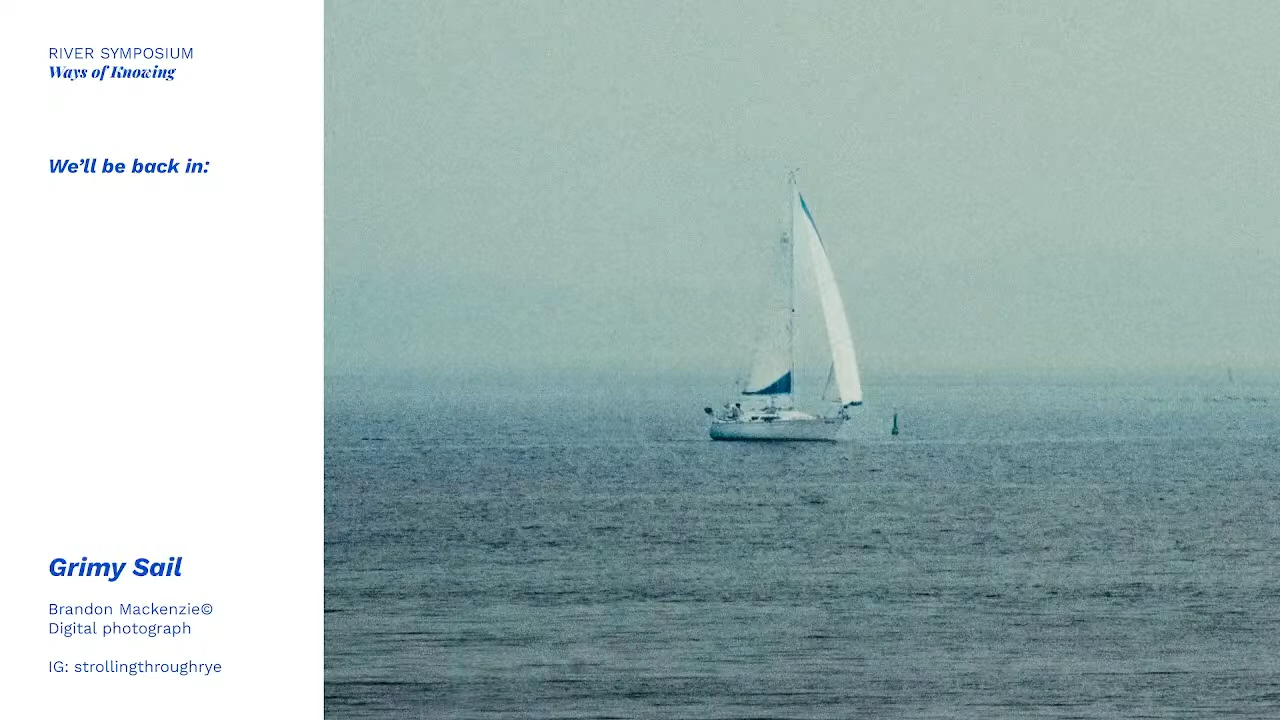 RIVER SYMPOSIUM
Ways of Knowing
We'll be back in:
Grimy Sail
Brandon Mackenzie©
Digital photograph
IG: strollingthroughrye